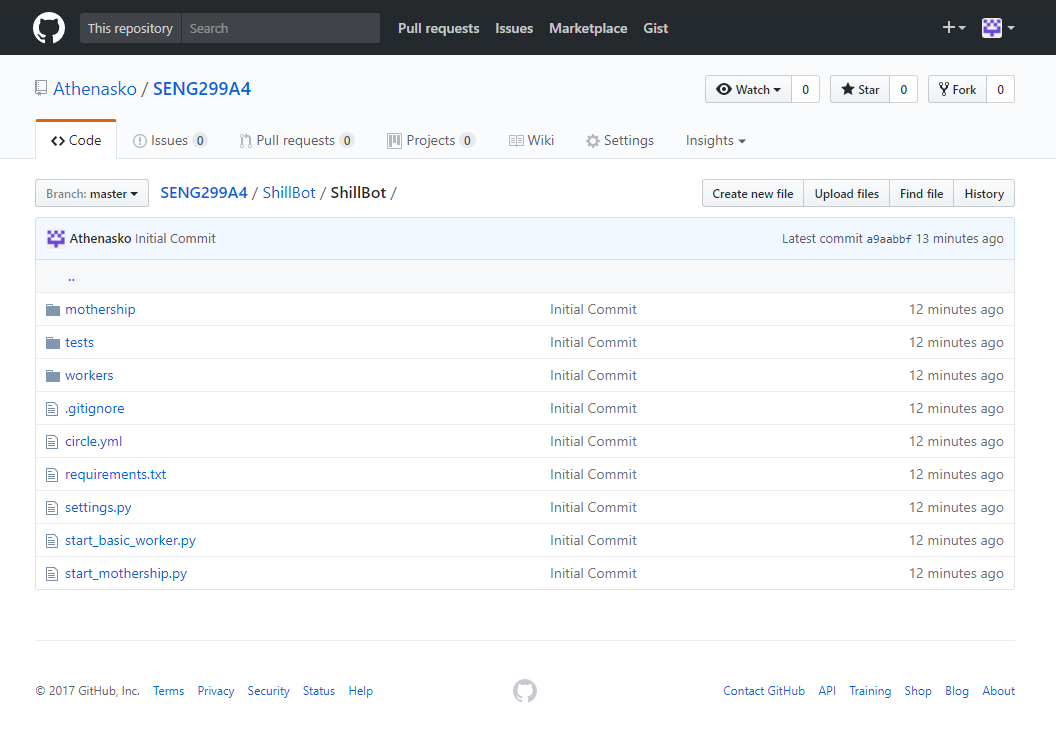 This repository Search Pull requests Issues Marketplace Gist
Athenasko / SENG299A4 Watch 0 Star 0 Fork 0
Code Issues 0 Pull requests 0 Projects 0 Wiki Settings Insights
Branch: master SENG299A4 / ShillBot / ShillBot / Create new file Upload files Find file History
Athenasko Initial Commit Latest commit a9aabbf 13 minutes ago
..
mothership Initial Commit 12 minutes ago
tests Initial Commit 12 minutes ago
workers Initial Commit 12 minutes ago
.gitignore Initial Commit 12 minutes ago
circle.yml Initial Commit 12 minutes ago
requirements.txt Initial Commit 12 minutes ago
settings.py Initial Commit 12 minutes ago
start_basic_worker.py Initial Commit 12 minutes ago
start_mothership.py Initial Commit 12 minutes ago
© 2017 GitHub, Inc. Terms Privacy Security Status Help Contact GitHub API Training Shop Blog About